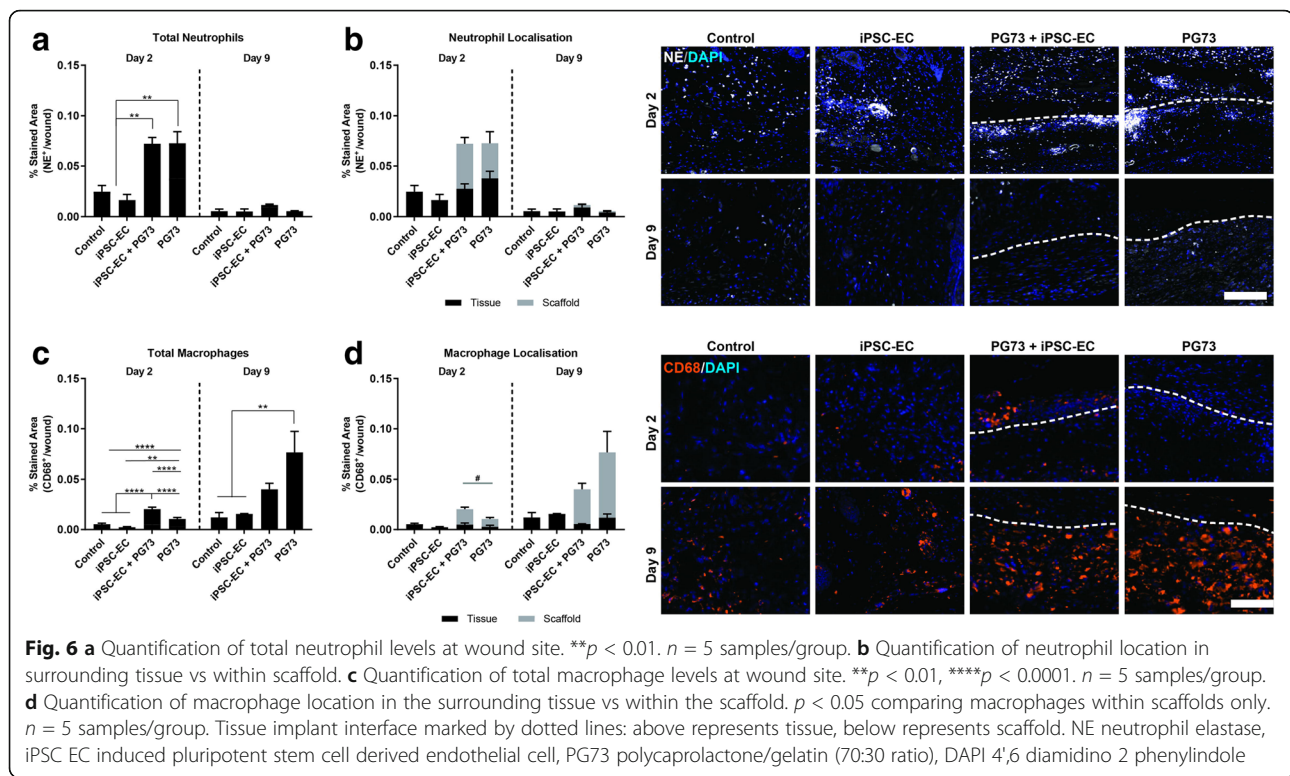 a
Total Neutrophils
Day 2 Day 9
% Stained Area
(NE+/wound)
0.15
0.10
0.05
0.00
**
**
Control
iPSC-EC
iPSC-EC + PG73
PG73
Control
iPSC-EC
iPSC-EC + PG73
PG73
b
Neutrophil Localisation
Day 2 Day 9
% Stained Area
(NE+/wound)
0.15
0.10
0.05
0.00
Control
iPSC-EC
iPSC-EC + PG73
PG73
Control
iPSC-EC
iPSC-EC + PG73
PG73
Tissue Scaffold
Control iPSC-EC PG73 + iPSC-EC PG73
NE/DAPI
Day 2
Day 9
c
Total Macrophages
Day 2 Day 9
% Stained Area
(CD68+/wound)
0.15
0.10
0.05
0.00
****
**
****
**** ****
**
Control
iPSC-EC
iPSC-EC + PG73
PG73
Control
iPSC-EC
iPSC-EC + PG73
PG73
d
Macrophage Localisation
Day 2 Day 9
% Stained Area
(CD68+/wound)
0.15
0.10
0.05
0.00
#
Control
iPSC-EC
iPSC-EC + PG73
PG73
Control
iPSC-EC
iPSC-EC + PG73
PG73
Tissue Scaffold
Control iPSC-EC PG73 + iPSC-EC PG73
CD68/DAPI
Day 2
Day 9
Fig. 6 a Quantification of total neutrophil levels at wound site. **p < 0.01. n = 5 samples/group. b Quantification of neutrophil location in
surrounding tissue vs within scaffold. c Quantification of total macrophage levels at wound site. **p < 0.01, ****p < 0.0001. n = 5 samples/group.
d Quantification of macrophage location in the surrounding tissue vs within the scaffold. p < 0.05 comparing macrophages within scaffolds only.
n = 5 samples/group. Tissue implant interface marked by dotted lines: above represents tissue, below represents scaffold. NE neutrophil elastase,
iPSC EC induced pluripotent stem cell derived endothelial cell, PG73 polycaprolactone/gelatin (70:30 ratio), DAPI 4',6 diamidino 2 phenylindole